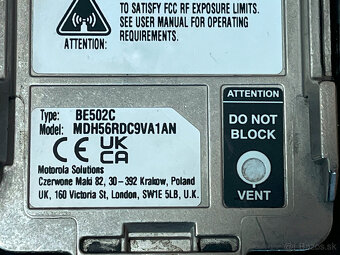 TO SATISFY FCC RF EXPOSURE LIMITS.
SEE USER MANUAL FOR OPERATING
REQUIREMENTS.
ATTENTION
Type: BE502C
Model: MDH56RDC9VA1AN
CE UK CA
Motorola Solutions
Czerwone Maki 82, 30-392 Krakow, Poland
UK, 160 Victoria St, London, SW1E 5LB, U.K.
ATTENTION
DO NOT
BLOCK
VENT
© jRaro.sk